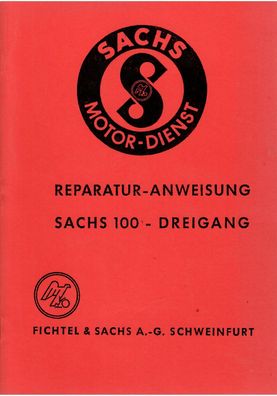 SACHS
MOTOR-DIENST
REPARATUR-ANWEISUNG
SACHS 100 - DREIGANG
FICHTEL & SACHS A.-G. SCHWEINFURT